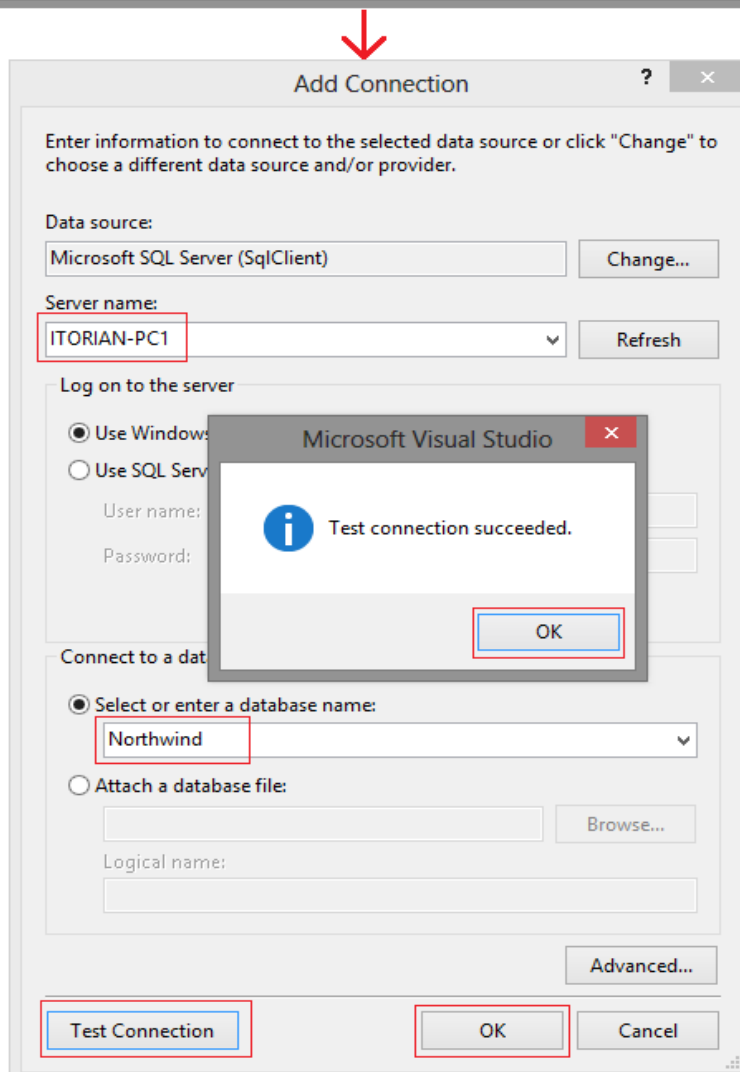 Add Connection
?
Enter information to connect to the selected data source or click "Change" to
choose a different data source and/or provider.
Data source:
Microsoft SQL Server (SqlClient)
Change...
Server name:
ITORIAN-PC1
Refresh
Log on to the server
Use Windows
Use SQL Serv
User name:
Password:
Microsoft Visual Studio
Test connection succeeded.
OK
Connect to a dat
Select or enter a database name:
Northwind
Attach a database file:
Browse...
Logical name:
Advanced...
Test Connection
OK
Cancel